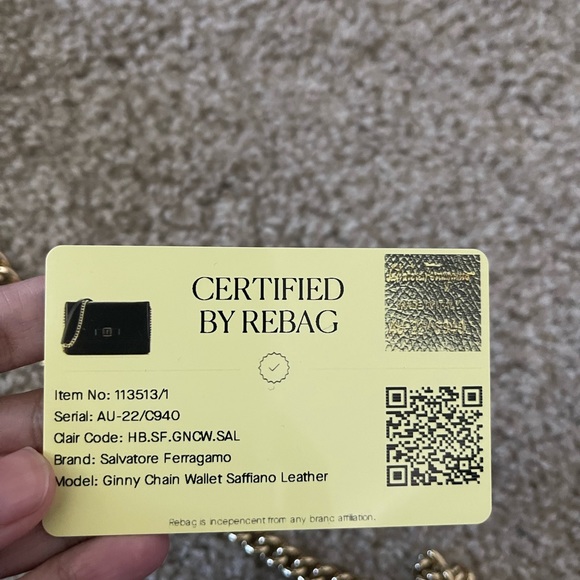 CERTIFIED
BY REBAG
Item No: 113513/1
Serial: AU-22/C940
Clair Code: HB.SF.GNCW.SAL
Brand: Salvatore Ferragamo
Model: Ginny Chain Wallet Saffiano Leather
Rebag is independent from any brand affiliation.